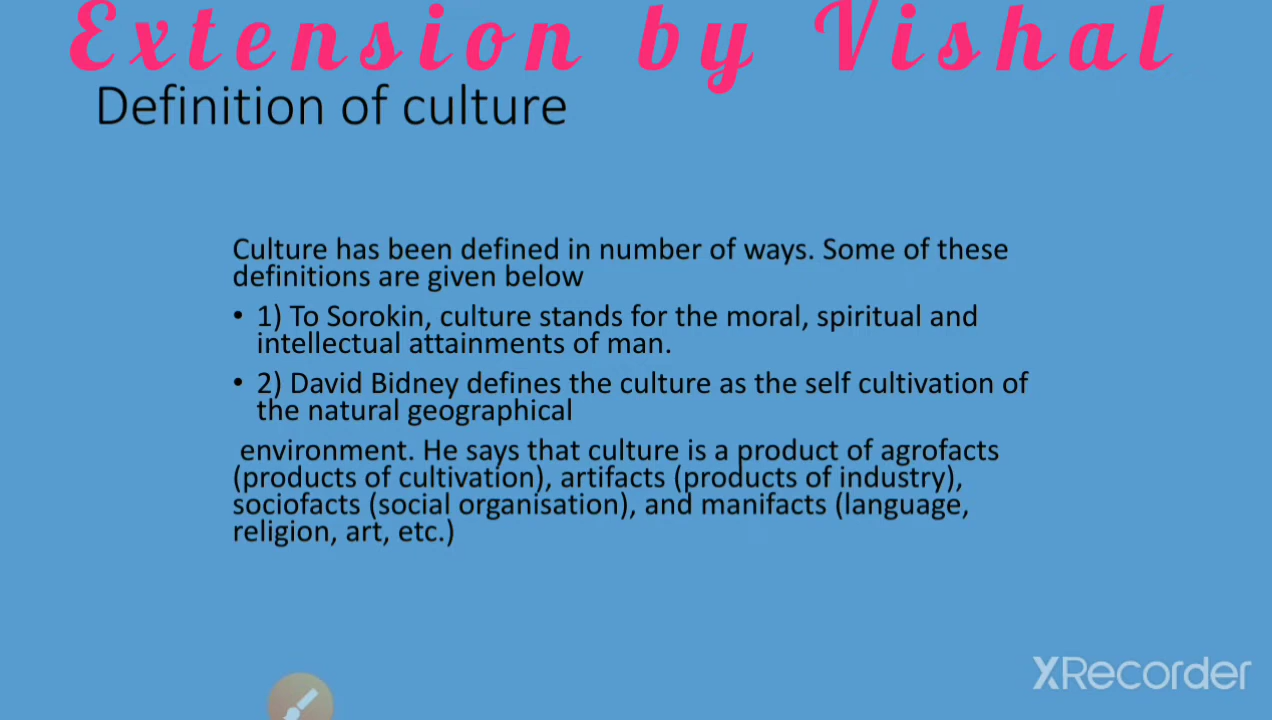 Extension by Vishal
Definition of culture
Culture has been defined in number of ways. Some of these
definitions are given below
• 1) To Sorokin, culture stands for the moral, spiritual and
intellectual attainments of man.
• 2) David Bidney defines the culture as the self cultivation of
the natural geographical
environment. He says that culture is a product of agrofacts
(products of cultivation), artifacts (products of industry),
sociofacts (social organisation), and manifacts (language,
religion, art, etc.)
XRecorder